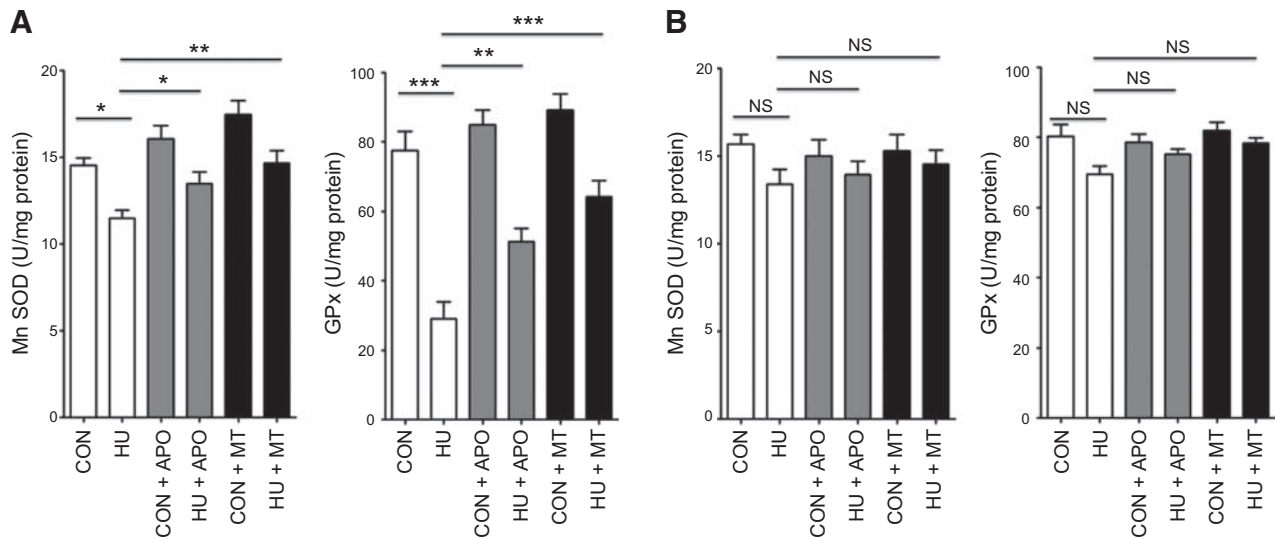 A
Mn SOD (U/mg protein)
20
15
10
5
0
*
*
**
CON
HU
CON + APO
HU + APO
CON + MT
HU + MT
GPx (U/mg protein)
100
80
60
40
20
0
***
**
***
CON
HU
CON + APO
HU + APO
CON + MT
HU + MT
B
Mn SOD (U/mg protein)
20
15
10
5
0
NS
NS
NS
CON
HU
CON + APO
HU + APO
CON + MT
HU + MT
GPx (U/mg protein)
100
80
60
40
20
0
NS
NS
NS
CON
HU
CON + APO
HU + APO
CON + MT
HU + MT